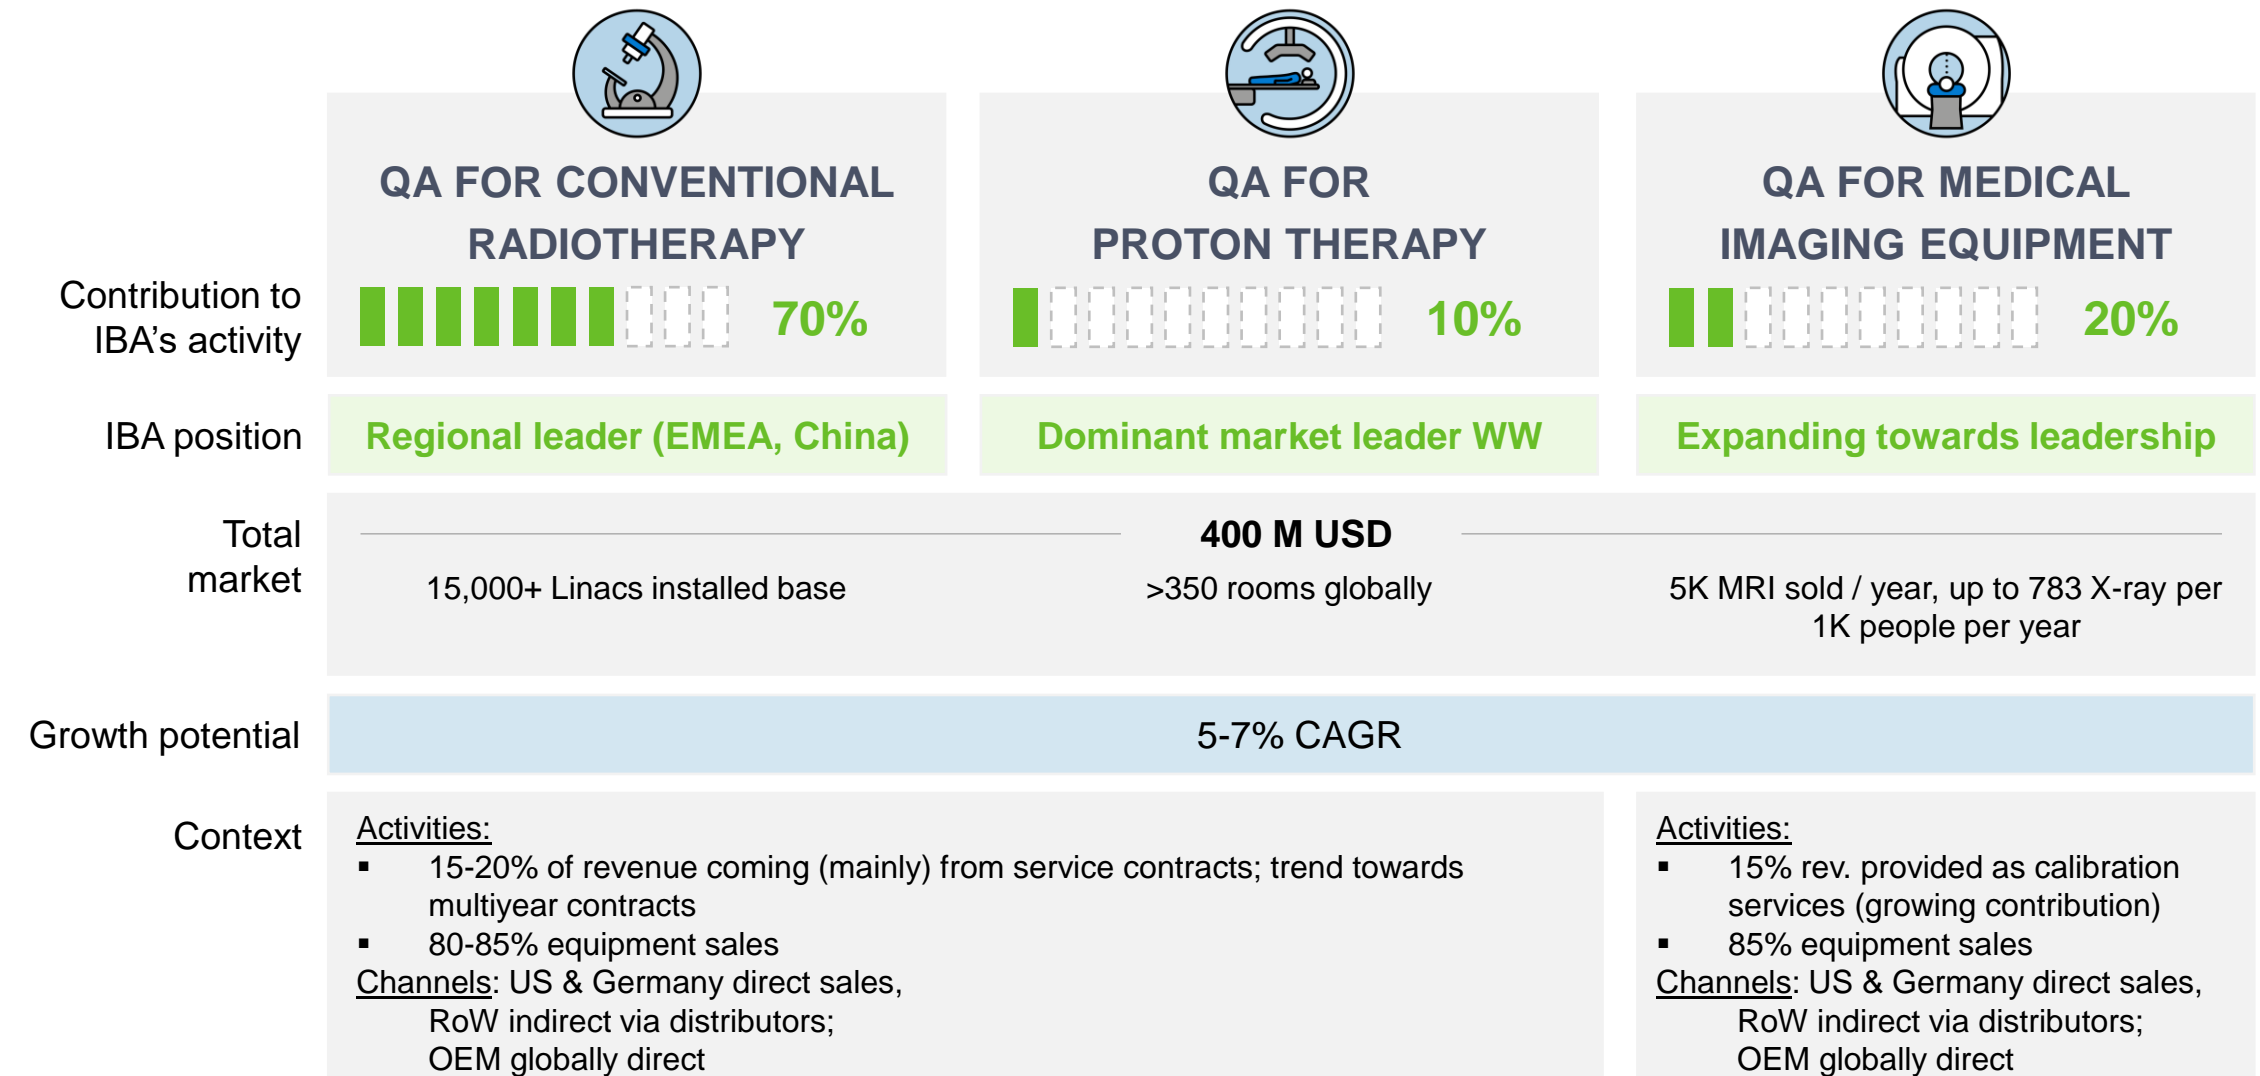 QA FOR CONVENTIONAL
RADIOTHERAPY
QA FOR
PROTON THERAPY
QA FOR MEDICAL
IMAGING EQUIPMENT
Contribution to
IBA's activity
70%
10%
20%
IBA position
Regional leader (EMEA, China)
Dominant market leader WW
Expanding towards leadership
Total
market
400 M USD
15,000+ Linacs installed base
>350 rooms globally
5K MRI sold / year, up to 783 X-ray per
1K people per year
Growth potential
5-7% CAGR
Context
Activities:
▪ 15-20% of revenue coming (mainly) from service contracts; trend towards
multiyear contracts
▪ 80-85% equipment sales
Channels: US & Germany direct sales,
RoW indirect via distributors;
OEM globally direct
Activities:
▪ 15% rev. provided as calibration
services (growing contribution)
▪ 85% equipment sales
Channels: US & Germany direct sales,
RoW indirect via distributors;
OEM globally direct